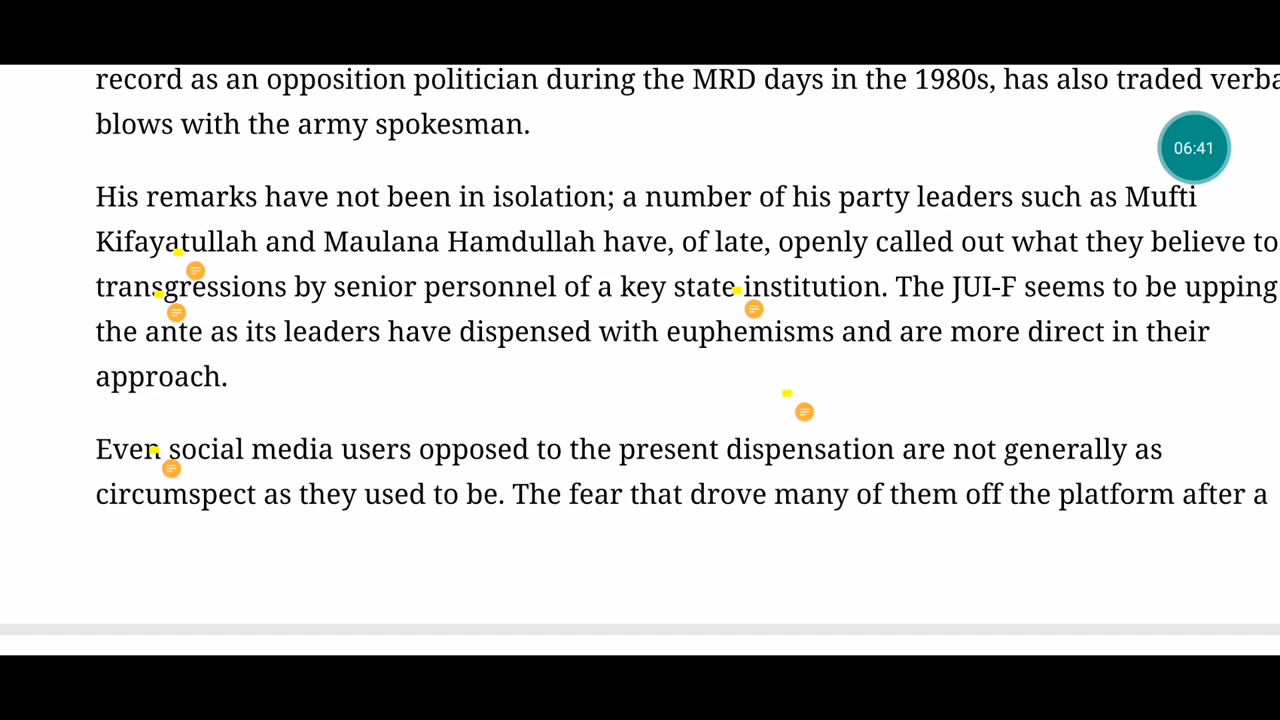 record as an opposition politician during the MRD days in the 1980s, has also traded
blows with the army spokesman.
06:41
His remarks have not been in isolation; a number of his party leaders such as Mufti
Kifayatullah and Maulana Hamdullah have, of late, openly called out what they believe to
transgressions by senior personnel of a key state institution. The JUI-F seems to be upping
the ante as its leaders have dispensed with euphemisms and are more direct in their
approach.
Even social media users opposed to the present dispensation are not generally as
circumspect as they used to be. The fear that drove many of them off the platform after a